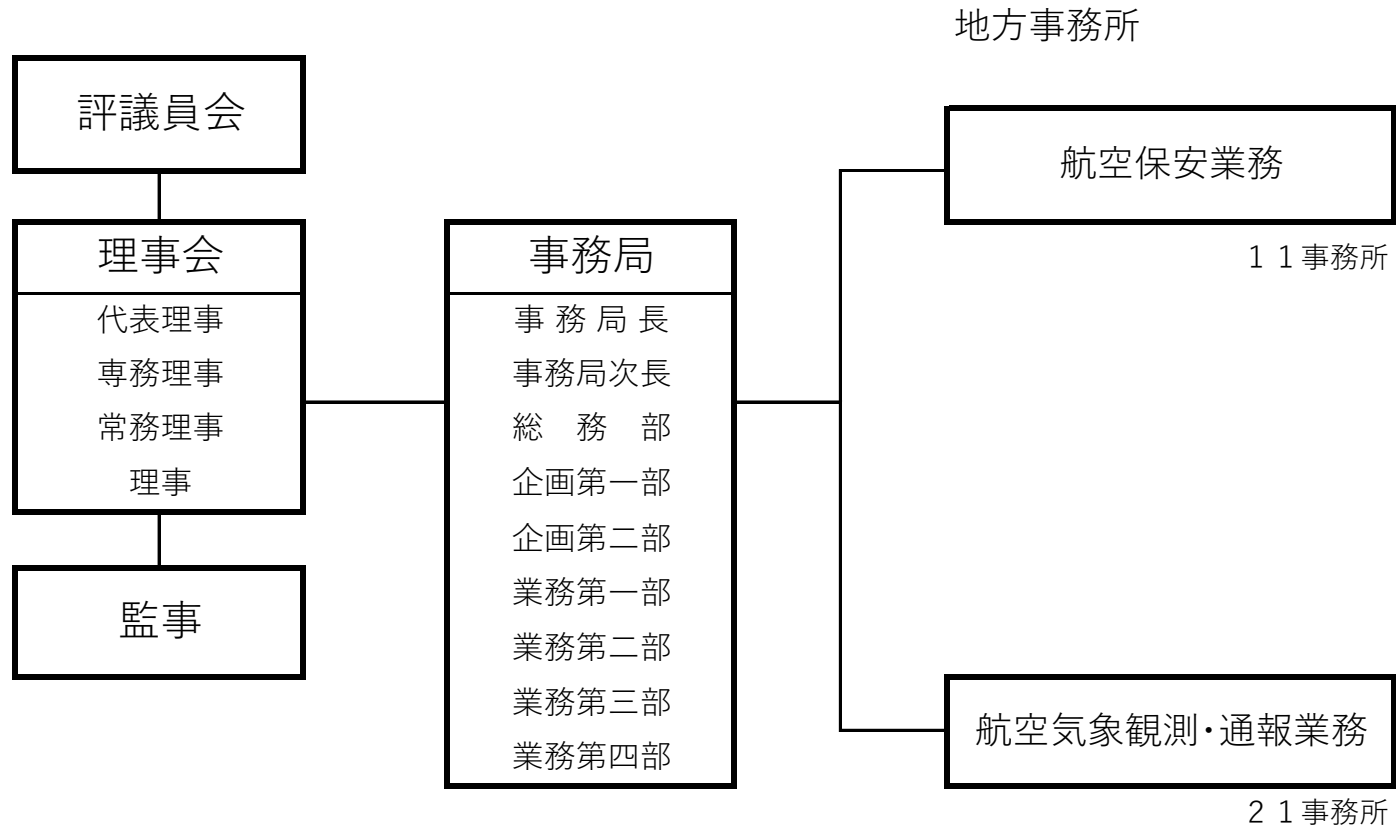 地方事務所
評議員会
理事会
代表理事
専務理事
常務理事
理事
監事
事務局
事 務 局 長
事務局次長
総　務　部
企画第一部
企画第二部
業務第一部
業務第二部
業務第三部
業務第四部
航空保安業務
１１事務所
航空気象観測・通報業務
２１事務所